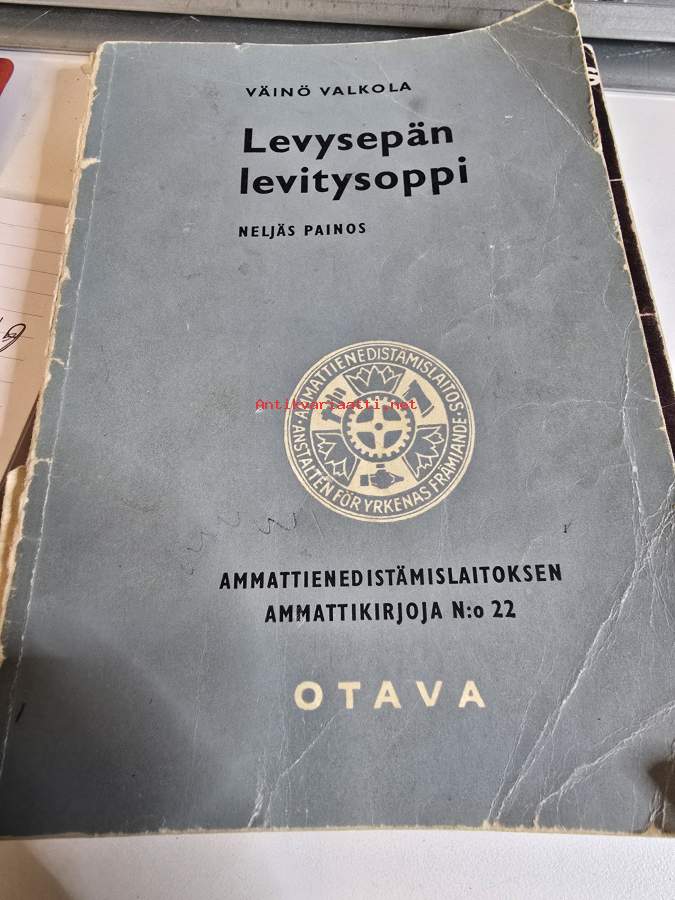 VÄINÖ VALKOLA
Levysepän
levitysoppi
NELJÄS PAINOS
AMMATTIENEDISTÄMISLAITOS
Antikvariaatti.net
ANSTALTEN FÖR YRKENAS FRÄMJANDE
AMMATTIENEDISTÄMISLAITOKSEN
AMMATTIKIRJOJA N:o 22
OTAVA